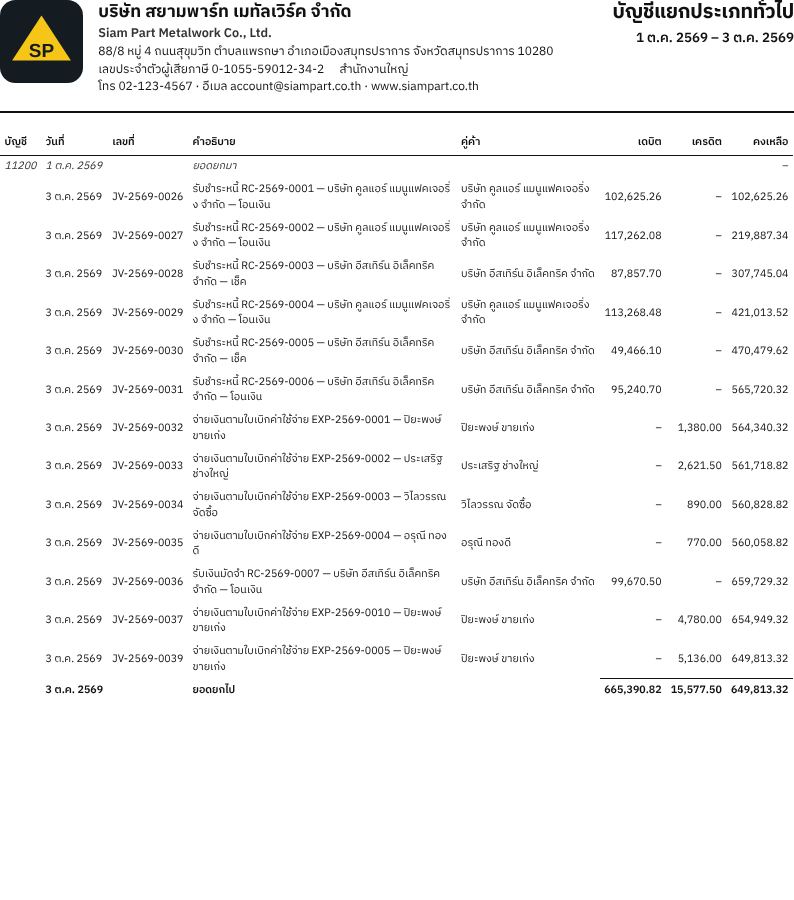 SP
บริษัท สยามพาร์ท เมทัลเวิร์ค จำกัด
Siam Part Metalwork Co., Ltd.
88/8 หมู่ 4 ถนนสุขุมวิท ตำบลแพรกษา อำเภอเมืองสมุทรปราการ จังหวัดสมุทรปราการ 10280
เลขประจำตัวผู้เสียภาษี 0-1055-59012-34-2 สำนักงานใหญ่
โทร 02-123-4567 · อีเมล account@siampart.co.th · www.siampart.co.th
บัญชีแยกประเภททั่วไป
1 ต.ค. 2569 – 3 ต.ค. 2569
บัญชี วันที่ เลขที่ คำอธิบาย คู่ค้า เดบิต เครดิต คงเหลือ
11200 1 ต.ค. 2569 ยอดยกมา –
3 ต.ค. 2569 JV-2569-0026 รับชำระหนี้ RC-2569-0001 — บริษัท คูลแอร์ แมนูแฟคเจอริ่ บริษัท คูลแอร์ แมนูแฟคเจอริ่ง 102,625.26 – 102,625.26
ง จำกัด — โอนเงิน จำกัด
3 ต.ค. 2569 JV-2569-0027 รับชำระหนี้ RC-2569-0002 — บริษัท คูลแอร์ แมนูแฟคเจอริ่ บริษัท คูลแอร์ แมนูแฟคเจอริ่ง 117,262.08 – 219,887.34
ง จำกัด — โอนเงิน จำกัด
3 ต.ค. 2569 JV-2569-0028 รับชำระหนี้ RC-2569-0003 — บริษัท อีสเทิร์น อิเล็คทริค บริษัท อีสเทิร์น อิเล็คทริค จำกัด 87,857.70 – 307,745.04
จำกัด — เช็ค
3 ต.ค. 2569 JV-2569-0029 รับชำระหนี้ RC-2569-0004 — บริษัท คูลแอร์ แมนูแฟคเจอริ่ บริษัท คูลแอร์ แมนูแฟคเจอริ่ง 113,268.48 – 421,013.52
ง จำกัด — โอนเงิน จำกัด
3 ต.ค. 2569 JV-2569-0030 รับชำระหนี้ RC-2569-0005 — บริษัท อีสเทิร์น อิเล็คทริค บริษัท อีสเทิร์น อิเล็คทริค จำกัด 49,466.10 – 470,479.62
จำกัด — เช็ค
3 ต.ค. 2569 JV-2569-0031 รับชำระหนี้ RC-2569-0006 — บริษัท อีสเทิร์น อิเล็คทริค บริษัท อีสเทิร์น อิเล็คทริค จำกัด 95,240.70 – 565,720.32
จำกัด — โอนเงิน
3 ต.ค. 2569 JV-2569-0032 จ่ายเงินตามใบเบิกค่าใช้จ่าย EXP-2569-0001 — ปิยะพงษ์ ปิยะพงษ์ ขายเก่ง – 1,380.00 564,340.32
ขายเก่ง
3 ต.ค. 2569 JV-2569-0033 จ่ายเงินตามใบเบิกค่าใช้จ่าย EXP-2569-0002 — ประเสริฐ ประเสริฐ ช่างใหญ่ – 2,621.50 561,718.82
ช่างใหญ่
3 ต.ค. 2569 JV-2569-0034 จ่ายเงินตามใบเบิกค่าใช้จ่าย EXP-2569-0003 — วิไลวรรณ วิไลวรรณ จัดซื้อ – 890.00 560,828.82
จัดซื้อ
3 ต.ค. 2569 JV-2569-0035 จ่ายเงินตามใบเบิกค่าใช้จ่าย EXP-2569-0004 — อรุณี ทอง อรุณี ทองดี – 770.00 560,058.82
ดี
3 ต.ค. 2569 JV-2569-0036 รับเงินมัดจำ RC-2569-0007 — บริษัท อีสเทิร์น อิเล็คทริค บริษัท อีสเทิร์น อิเล็คทริค จำกัด 99,670.50 – 659,729.32
จำกัด — โอนเงิน
3 ต.ค. 2569 JV-2569-0037 จ่ายเงินตามใบเบิกค่าใช้จ่าย EXP-2569-0010 — ปิยะพงษ์ ปิยะพงษ์ ขายเก่ง – 4,780.00 654,949.32
ขายเก่ง
3 ต.ค. 2569 JV-2569-0039 จ่ายเงินตามใบเบิกค่าใช้จ่าย EXP-2569-0005 — ปิยะพงษ์ ปิยะพงษ์ ขายเก่ง – 5,136.00 649,813.32
ขายเก่ง
3 ต.ค. 2569 ยอดยกไป 665,390.82 15,577.50 649,813.32